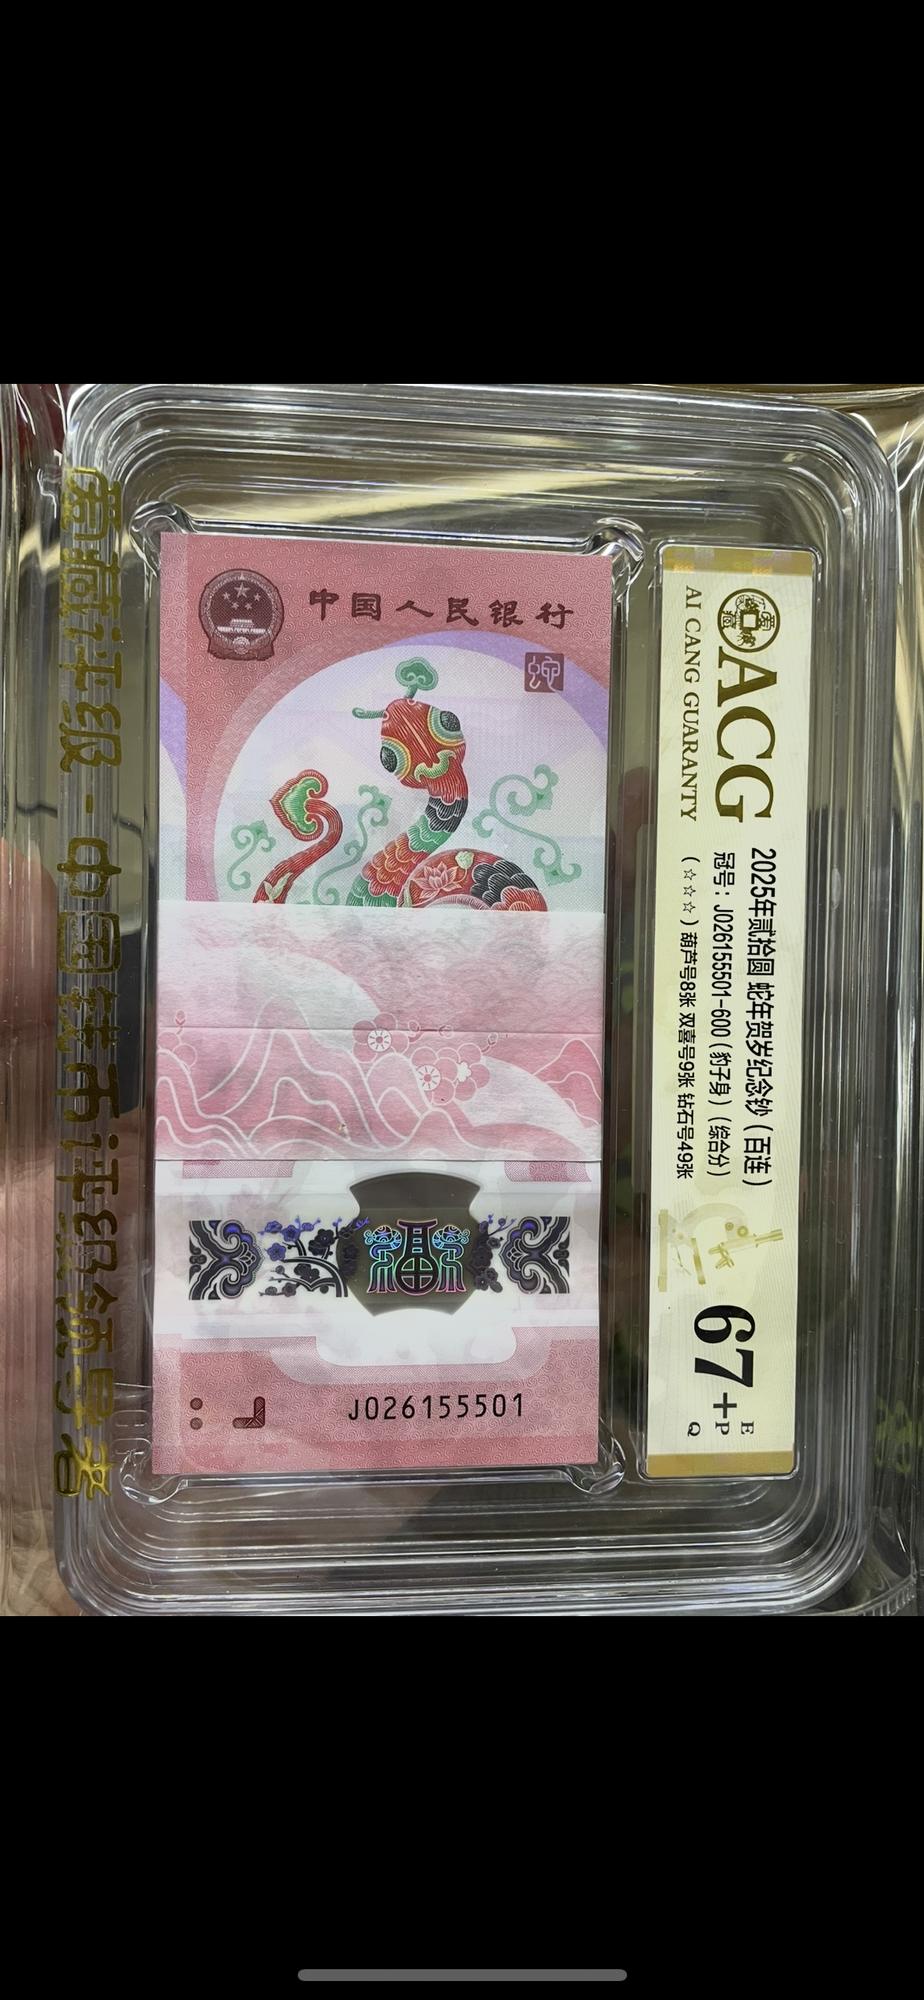 中国人民银行
J026155501
ACG
AI CANG GUARANTY
2025年贰拾圆 蛇年贺岁纪念钞（百连）
冠号：J026155501-600（豹子身）（综合分）
（☆☆☆）葫芦号8张 双喜号9张 钻石号49张
67+
E
P
Q
爱藏评级-中国钱币评级领导者